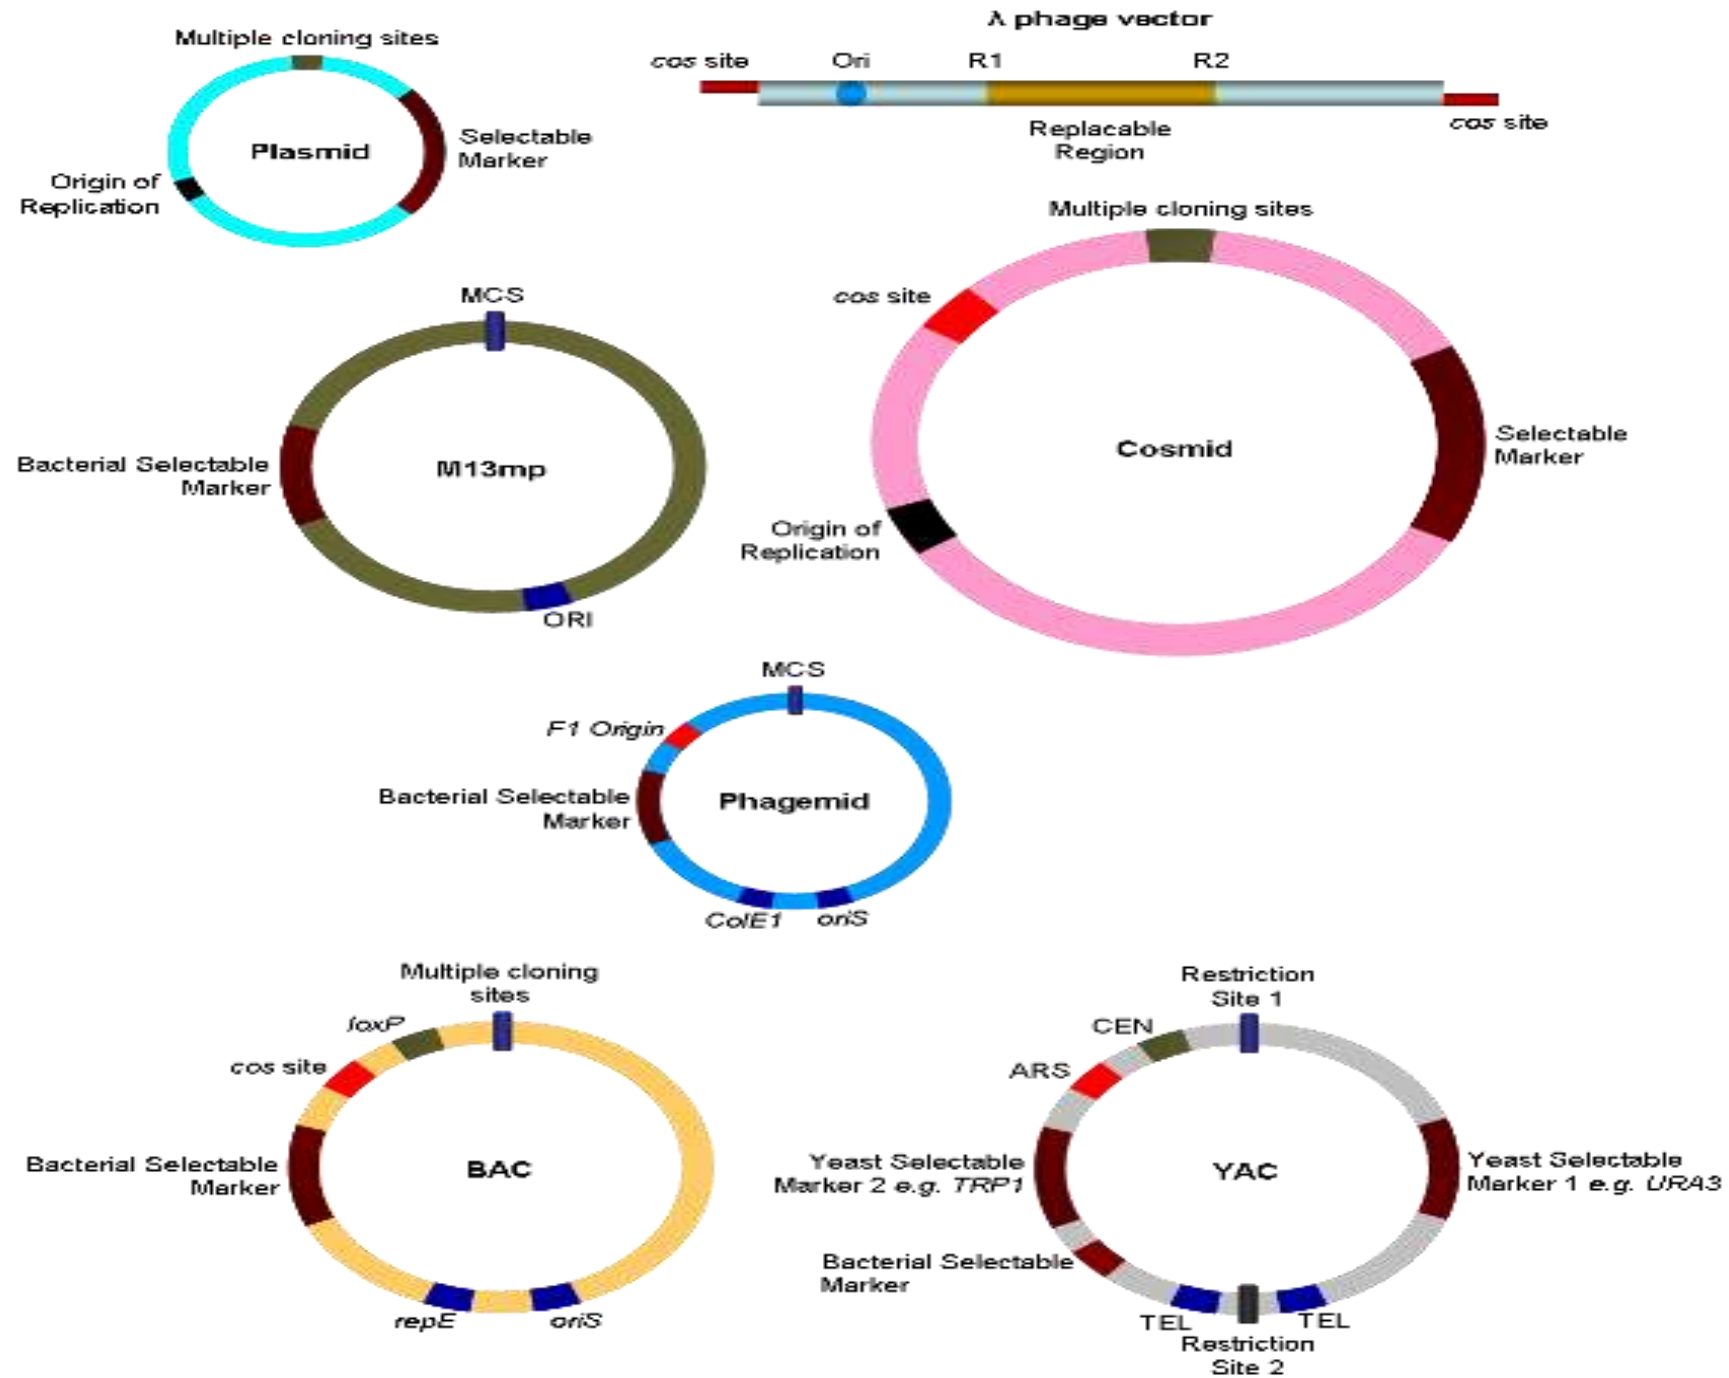 λ phage vector
Multiple cloning sites
cos site
Ori
R1
R2
cos site
Replacable
Region
Plasmid
Selectable
Marker
Origin of
Replication
Multiple cloning sites
cos site
Cosmid
Selectable
Marker
Origin of
Replication
MCS
Bacterial Selectable
Marker
M13mp
ORI
MCS
F1 Origin
Bacterial Selectable
Marker
Phagemid
ColE1
oriS
Multiple cloning
sites
loxP
cos site
Bacterial Selectable
Marker
BAC
repE
oriS
Restriction
Site 1
CEN
ARS
Yeast Selectable
Marker 2 e.g. TRP1
YAC
Yeast Selectable
Marker 1 e.g. URA3
Bacterial Selectable
Marker
TEL
TEL
Restriction
Site 2